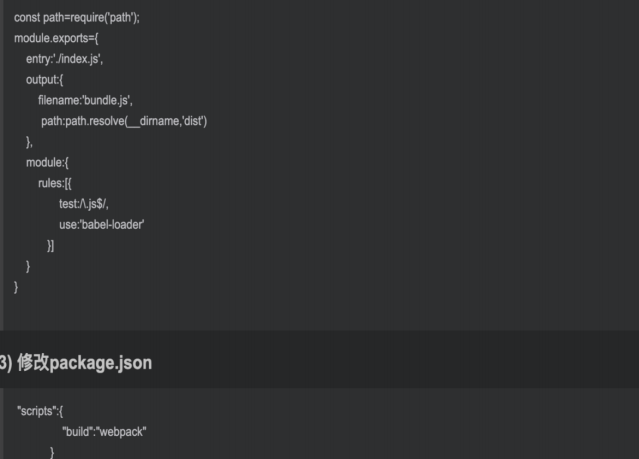 const path=require('path');
module.exports={
entry:'./index.js',
output:{
filename:'bundle.js',
path:path.resolve(__dirname,'dist')
},
module:{
rules:[{
test:/\.js$/,
use:'babel-loader'
}]
}
}
3) 修改package.json
"scripts":{
"build":"webpack"
}